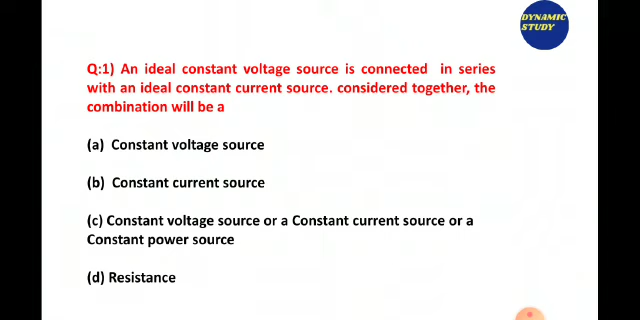 DYNAMIC
STUDY
Q:1) An ideal constant voltage source is connected in series
with an ideal constant current source. considered together, the
combination will be a
(a) Constant voltage source
(b) Constant current source
(c) Constant voltage source or a Constant current source or a
Constant power source
(d) Resistance